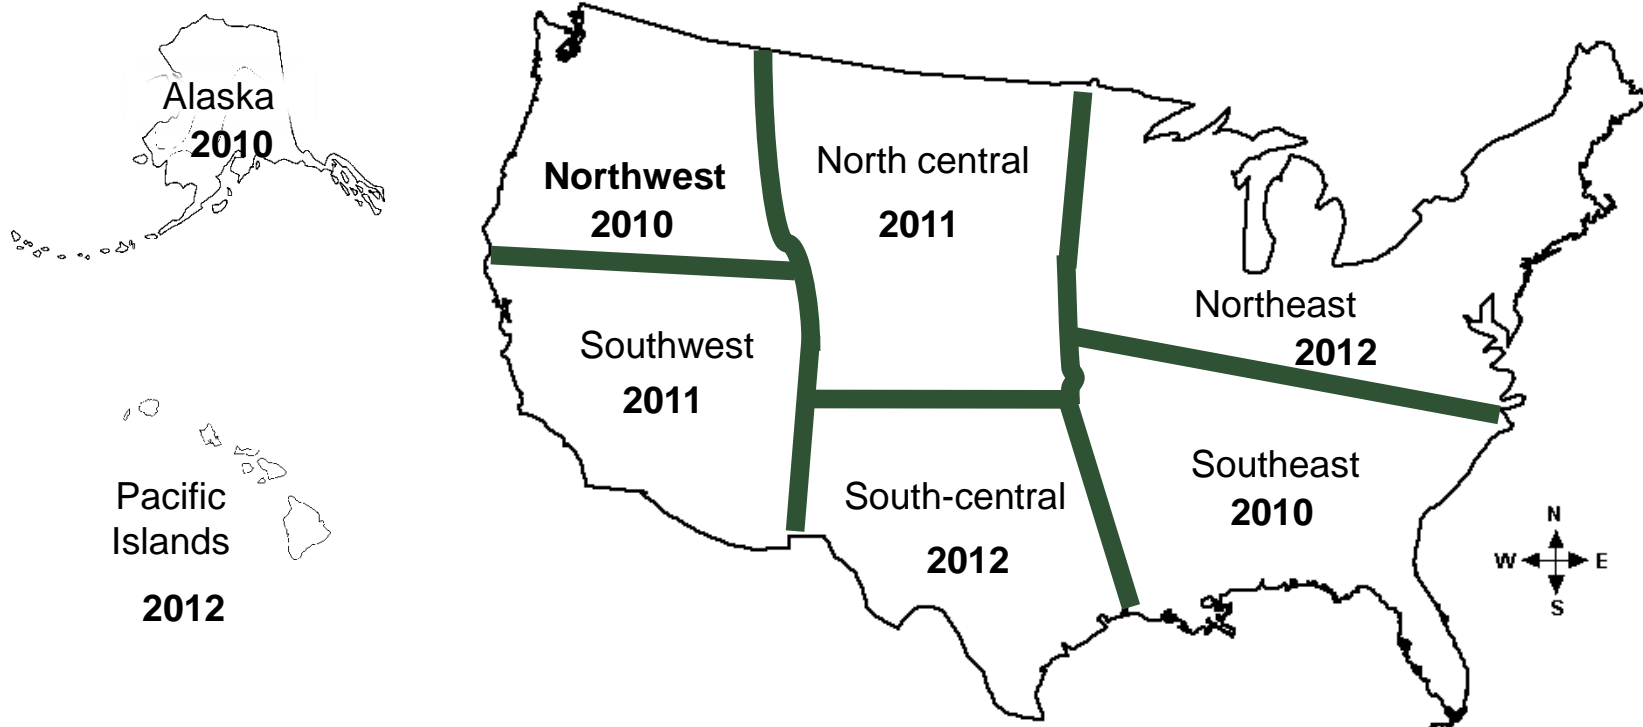 Alaska
2010
Northwest
2010
North central
2011
Northeast
2012
Southwest
2011
South-central
2012
Southeast
2010
Pacific
Islands
2012
N
W E
S